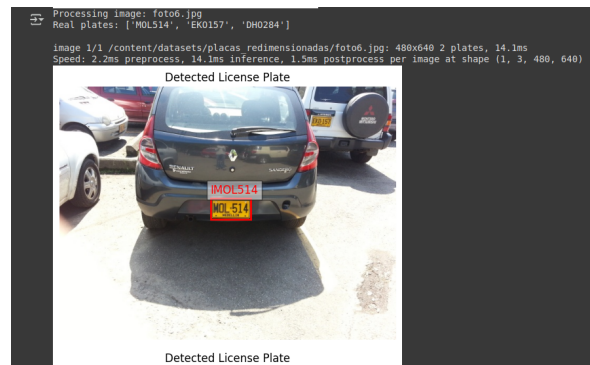 Processing image: foto6.jpg
Real plates: ['MOL514', 'EKO157', 'DHO284']
image 1/1 /content/datasets/placas_redimensionadas/foto6.jpg: 480x640 2 plates, 14.1ms
Speed: 2.2ms preprocess, 14.1ms inference, 1.5ms postprocess per image at shape (1, 3, 480, 640)
Detected License Plate
RENAULT
SANDERO
IMOL514
MOL-514
Detected License Plate